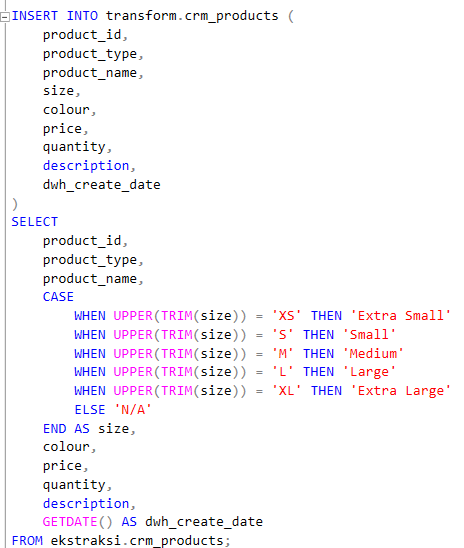 INSERT INTO transform.crm_products (
    product_id,
    product_type,
    product_name,
    size,
    colour,
    price,
    quantity,
    description,
    dwh_create_date
)
SELECT
    product_id,
    product_type,
    product_name,
    CASE
        WHEN UPPER(TRIM(size)) = 'XS' THEN 'Extra Small'
        WHEN UPPER(TRIM(size)) = 'S' THEN 'Small'
        WHEN UPPER(TRIM(size)) = 'M' THEN 'Medium'
        WHEN UPPER(TRIM(size)) = 'L' THEN 'Large'
        WHEN UPPER(TRIM(size)) = 'XL' THEN 'Extra Large'
        ELSE 'N/A'
    END AS size,
    colour,
    price,
    quantity,
    description,
    GETDATE() AS dwh_create_date
FROM ekstraksi.crm_products;